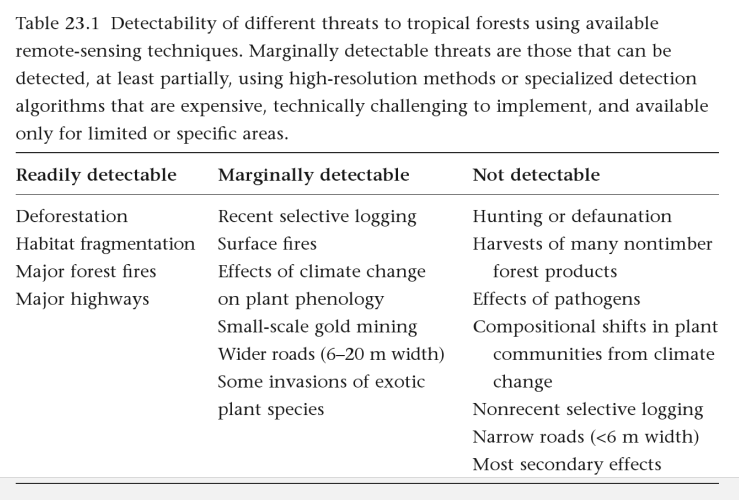 Table 23.1 Detectability of different threats to tropical forests using available
remote-sensing techniques. Marginally detectable threats are those that can be
detected, at least partially, using high-resolution methods or specialized detection
algorithms that are expensive, technically challenging to implement, and available
only for limited or specific areas.
Readily detectable Marginally detectable Not detectable
Deforestation Recent selective logging Hunting or defaunation
Habitat fragmentation Surface fires Harvests of many nontimber
Major forest fires Effects of climate change forest products
Major highways on plant phenology Effects of pathogens
Small-scale gold mining Compositional shifts in plant
Wider roads (6–20 m width) communities from climate
Some invasions of exotic change
plant species Nonrecent selective logging
Narrow roads (<6 m width)
Most secondary effects